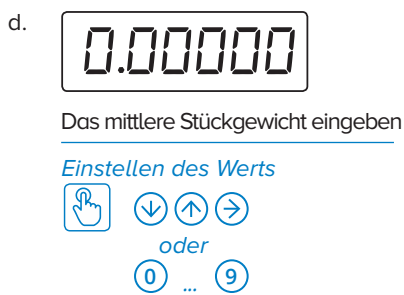 d.
0.00000
Das mittlere Stückgewicht eingeben
Einstellen des Werts
oder
0 ... 9